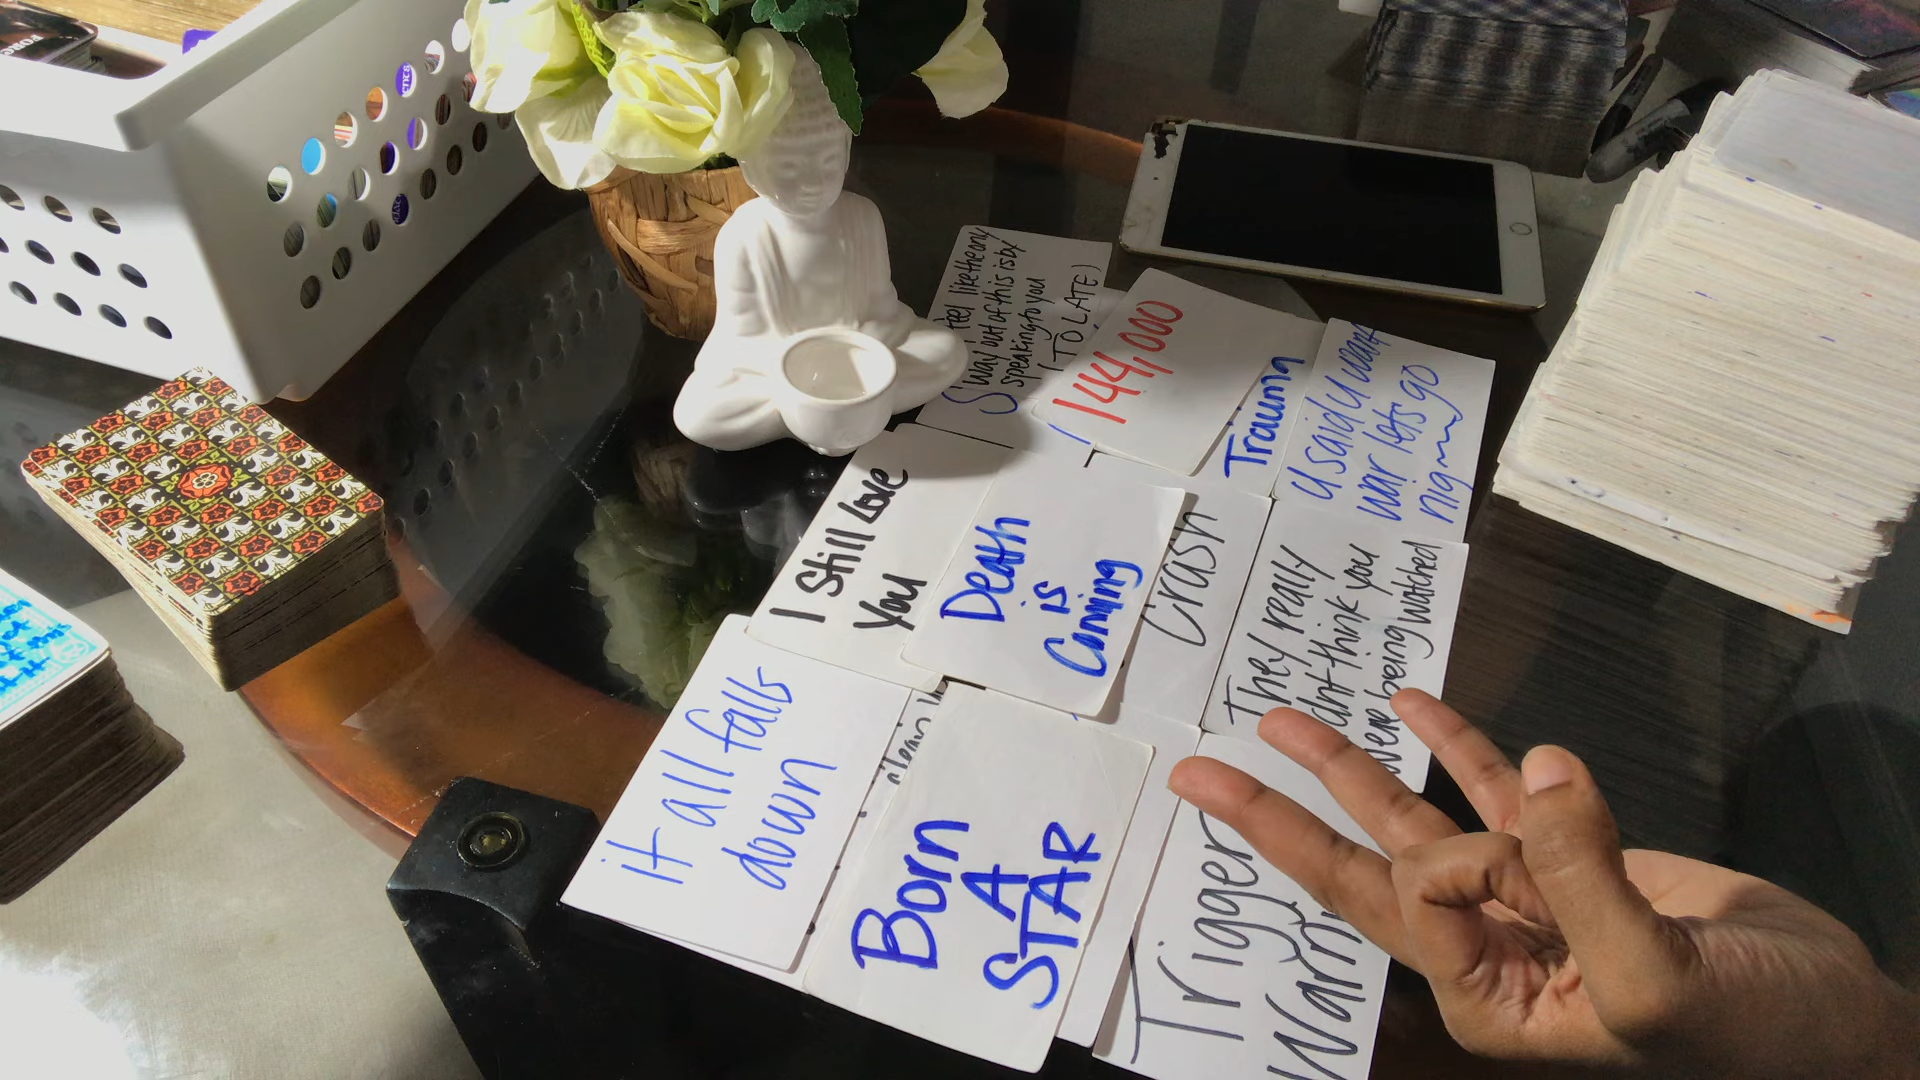 I feel like the only
way out of this is by
speaking to you
(TO LATE)
144,000
Trauma
u said u want
war lets go
I Still Love
You
Death
is
Coming
Crash
They really
dnt think you
were being watched
it all falls
down
Born
A
STAR
Trigger